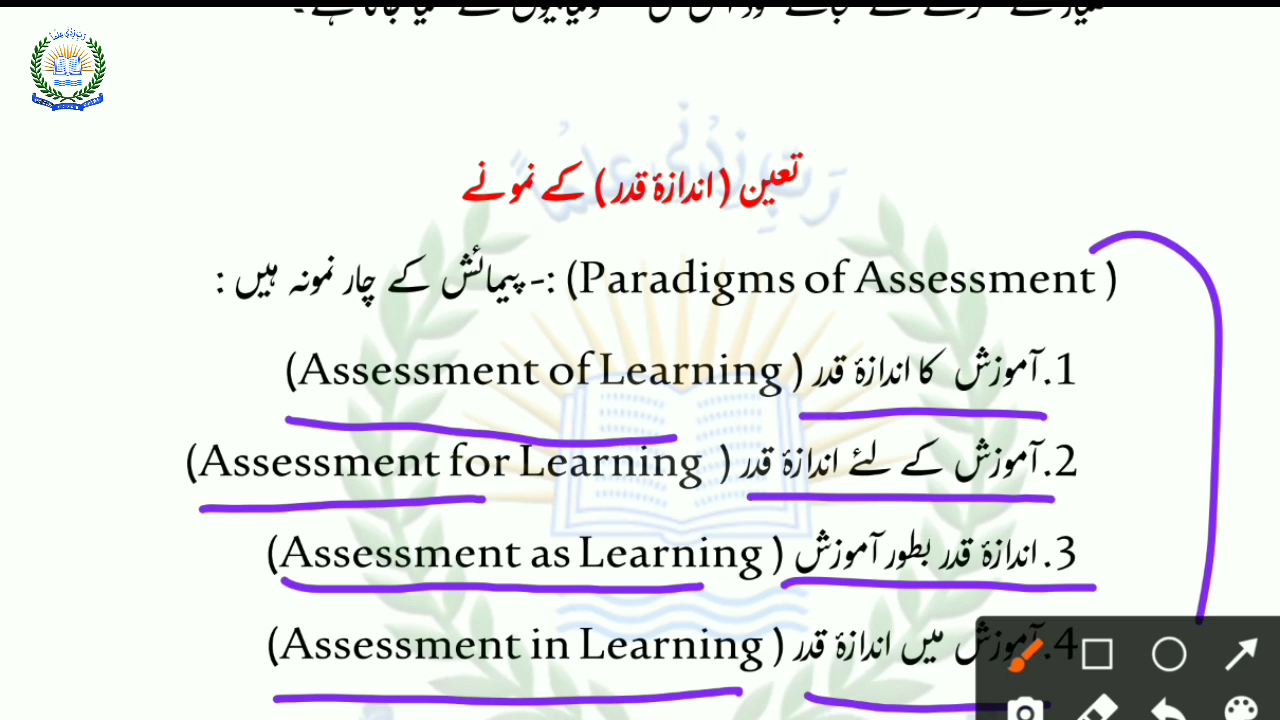 تعین (اندازۂ قدر) کے نمونے
(Paradigms of Assessment) :- پیمائش کے چار نمونہ ہیں :
1. آموزش کا اندازۂ قدر (Assessment of Learning)
2. آموزش کے لئے اندازۂ قدر (Assessment for Learning)
3. اندازۂ قدر بطور آموزش (Assessment as Learning)
4. آموزش میں اندازۂ قدر (Assessment in Learning)